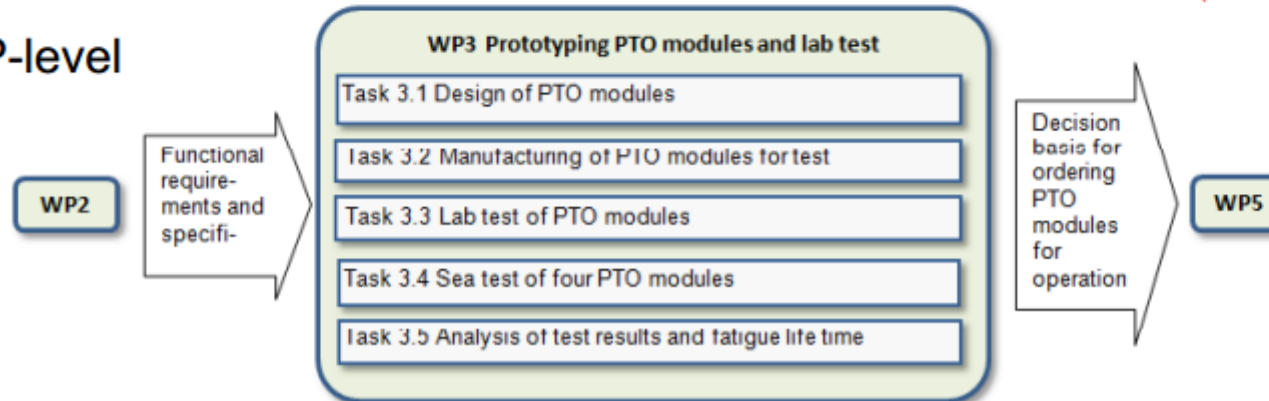 P-level
WP2
Functional
require-
ments and
specifi-
WP3 Prototyping PTO modules and lab test
Task 3.1 Design of PTO modules
Task 3.2 Manufacturing of PTO modules for test
Task 3.3 Lab test of PTO modules
Task 3.4 Sea test of four PTO modules
Task 3.5 Analysis of test results and fatigue life time
Decision
basis for
ordering
PTO
modules
for
operation
WP5